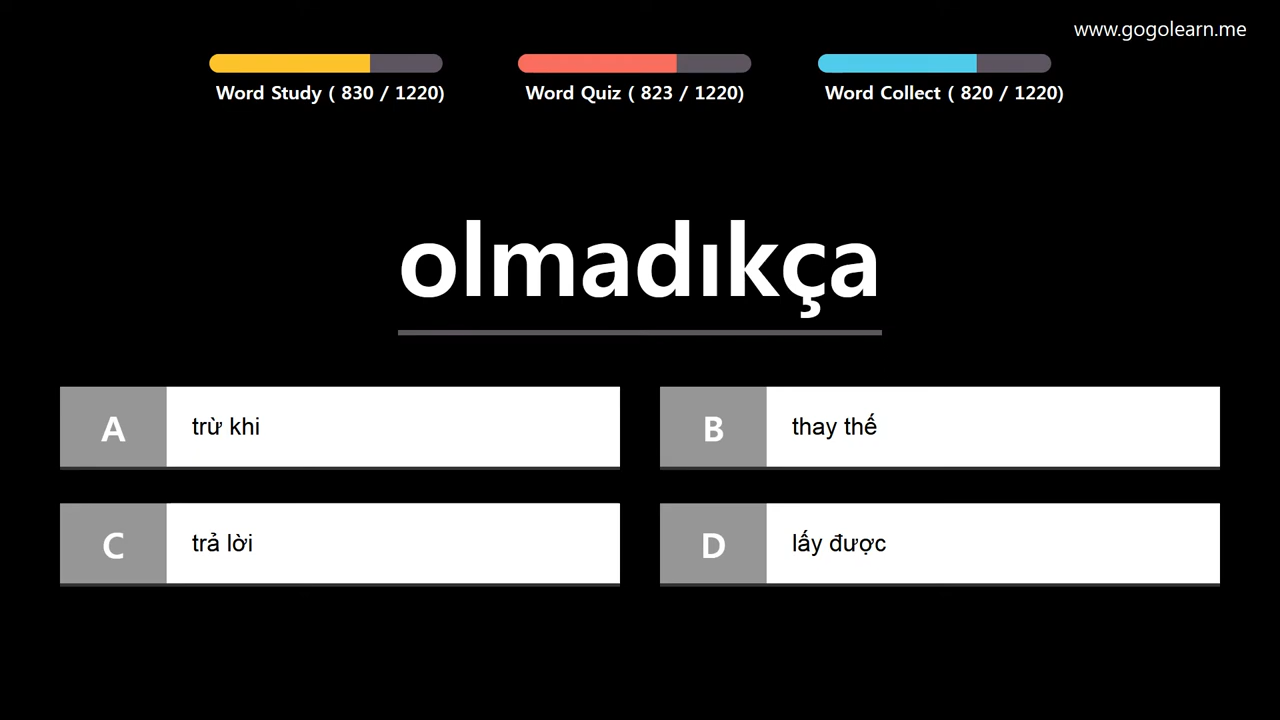 www.gogolearn.me
Word Study ( 830 / 1220)
Word Quiz ( 823 / 1220)
Word Collect ( 820 / 1220)
olmadıkça
A trừ khi
B thay thế
C trả lời
D lấy được